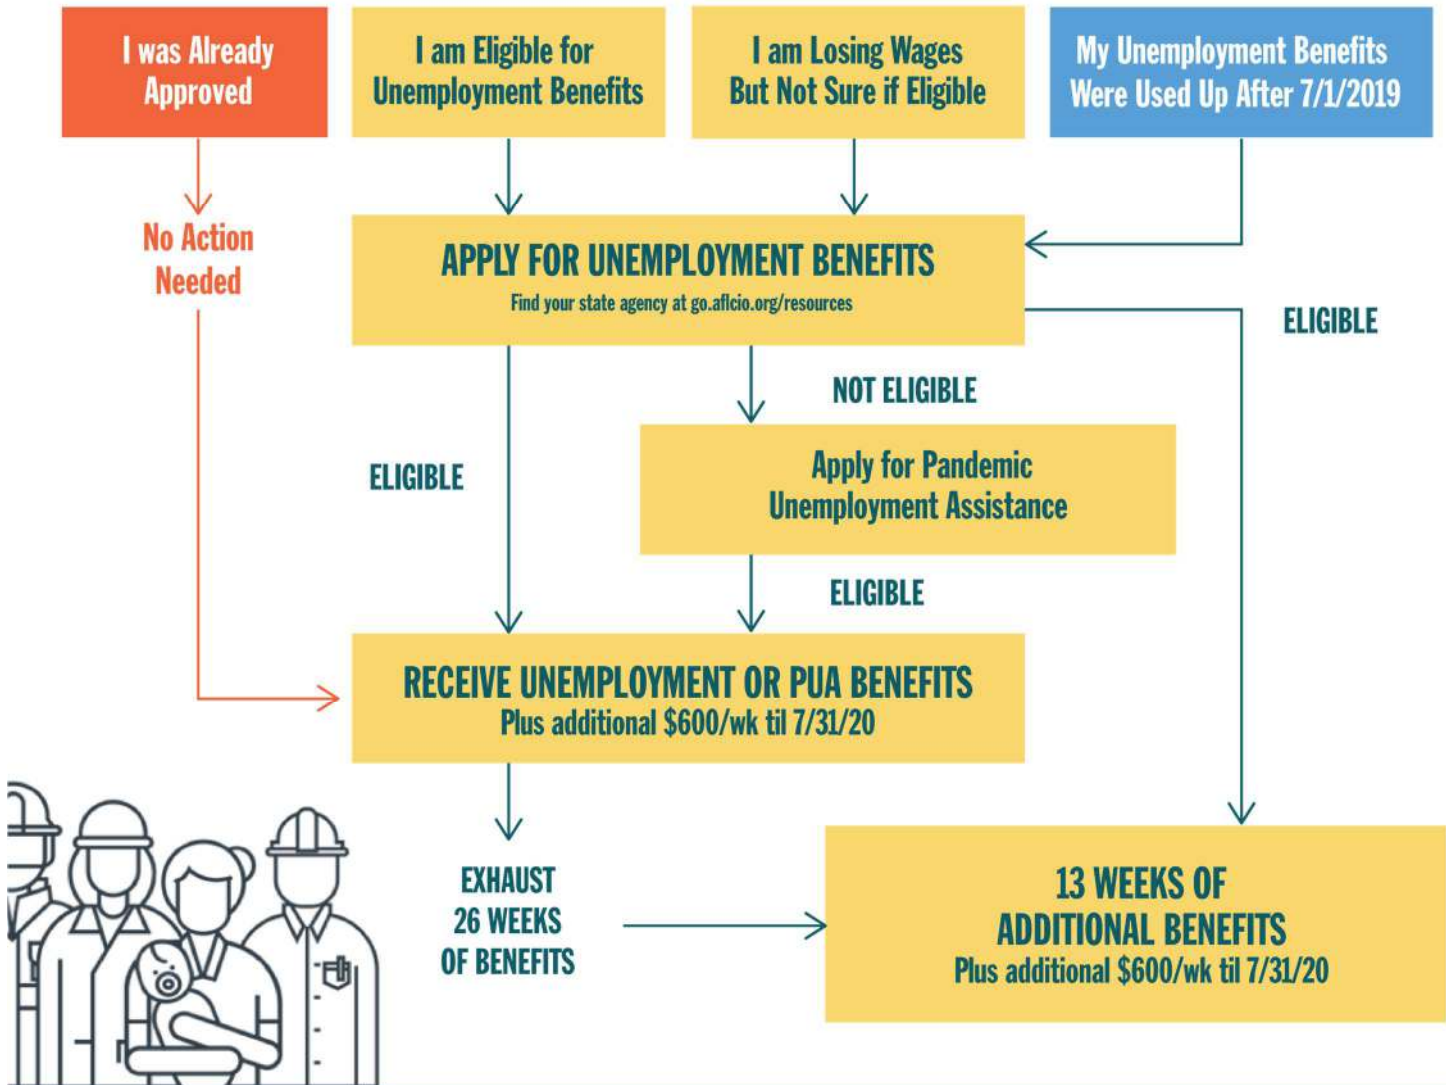 I was Already
Approved
I am Eligible for
Unemployment Benefits
I am Losing Wages
But Not Sure if Eligible
My Unemployment Benefits
Were Used Up After 7/1/2019
No Action
Needed
APPLY FOR UNEMPLOYMENT BENEFITS
Find your state agency at go.aflcio.org/resources
ELIGIBLE
NOT ELIGIBLE
Apply for Pandemic
Unemployment Assistance
ELIGIBLE
ELIGIBLE
RECEIVE UNEMPLOYMENT OR PUA BENEFITS
Plus additional $600/wk til 7/31/20
EXHAUST
26 WEEKS
OF BENEFITS
13 WEEKS OF
ADDITIONAL BENEFITS
Plus additional $600/wk til 7/31/20